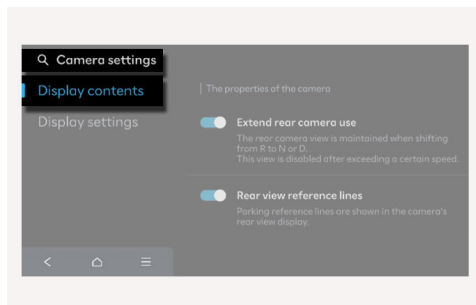 Camera settings
Display contents
Display settings
The properties of the camera
Extend rear camera use
The rear camera view is maintained when shifting
from R to N or D.
This view is disabled after exceeding a certain speed.
Rear view reference lines
Parking reference lines are shown in the camera's
rear view display.